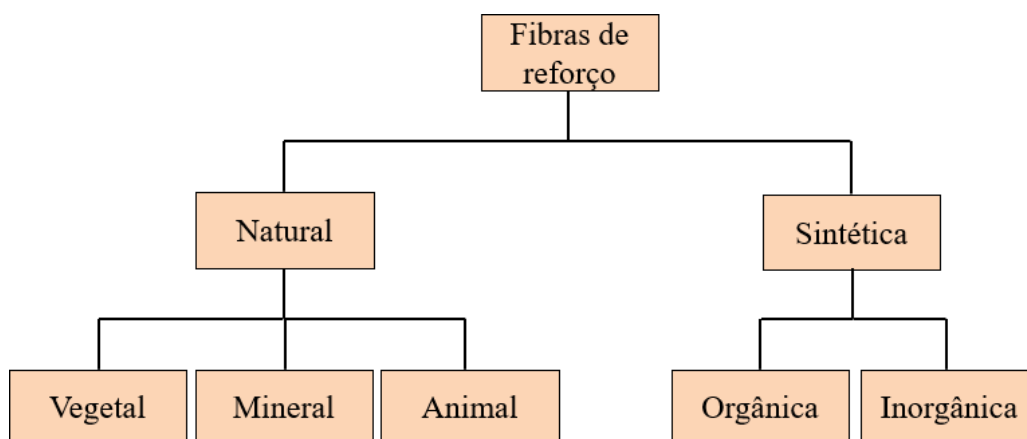 Fibras de
reforço
Natural
Sintética
Vegetal
Mineral
Animal
Orgânica
Inorgânica